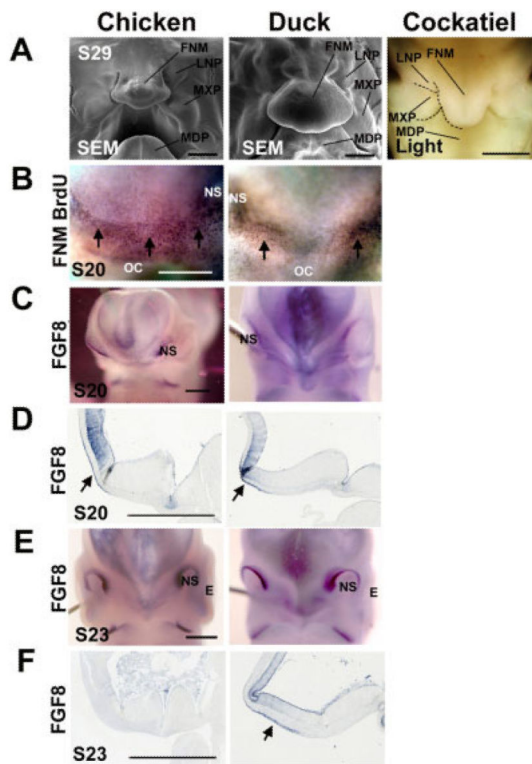 Chicken Duck Cockatiel
A S29 FNM LNP MXP MDP SEM FNM LNP MXP MDP SEM LNP FNM MXP MDP Light
B FNM BrdU NS OC S20 NS OC
C FGF8 NS S20 NS
D FGF8 S20
E FGF8 NS E S23 NS E
F FGF8 S23